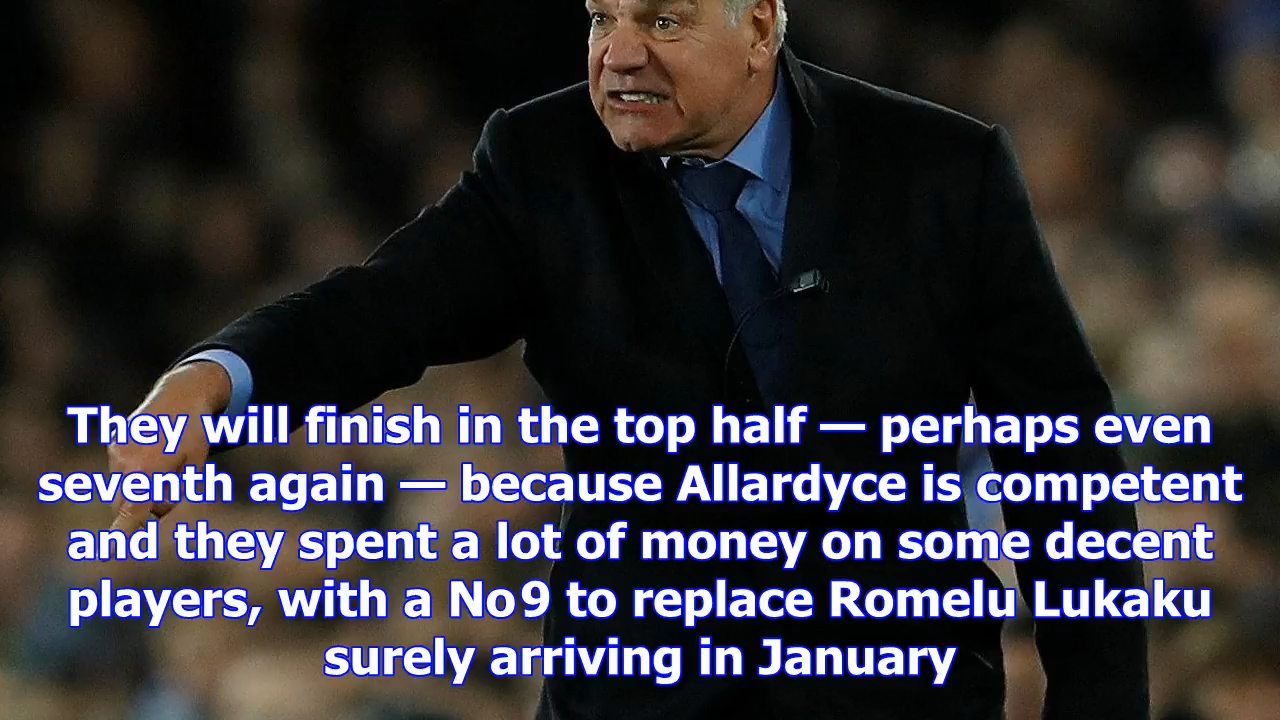 They will finish in the top half — perhaps even
seventh again — because Allardyce is competent
and they spent a lot of money on some decent
players, with a No9 to replace Romelu Lukaku
surely arriving in January